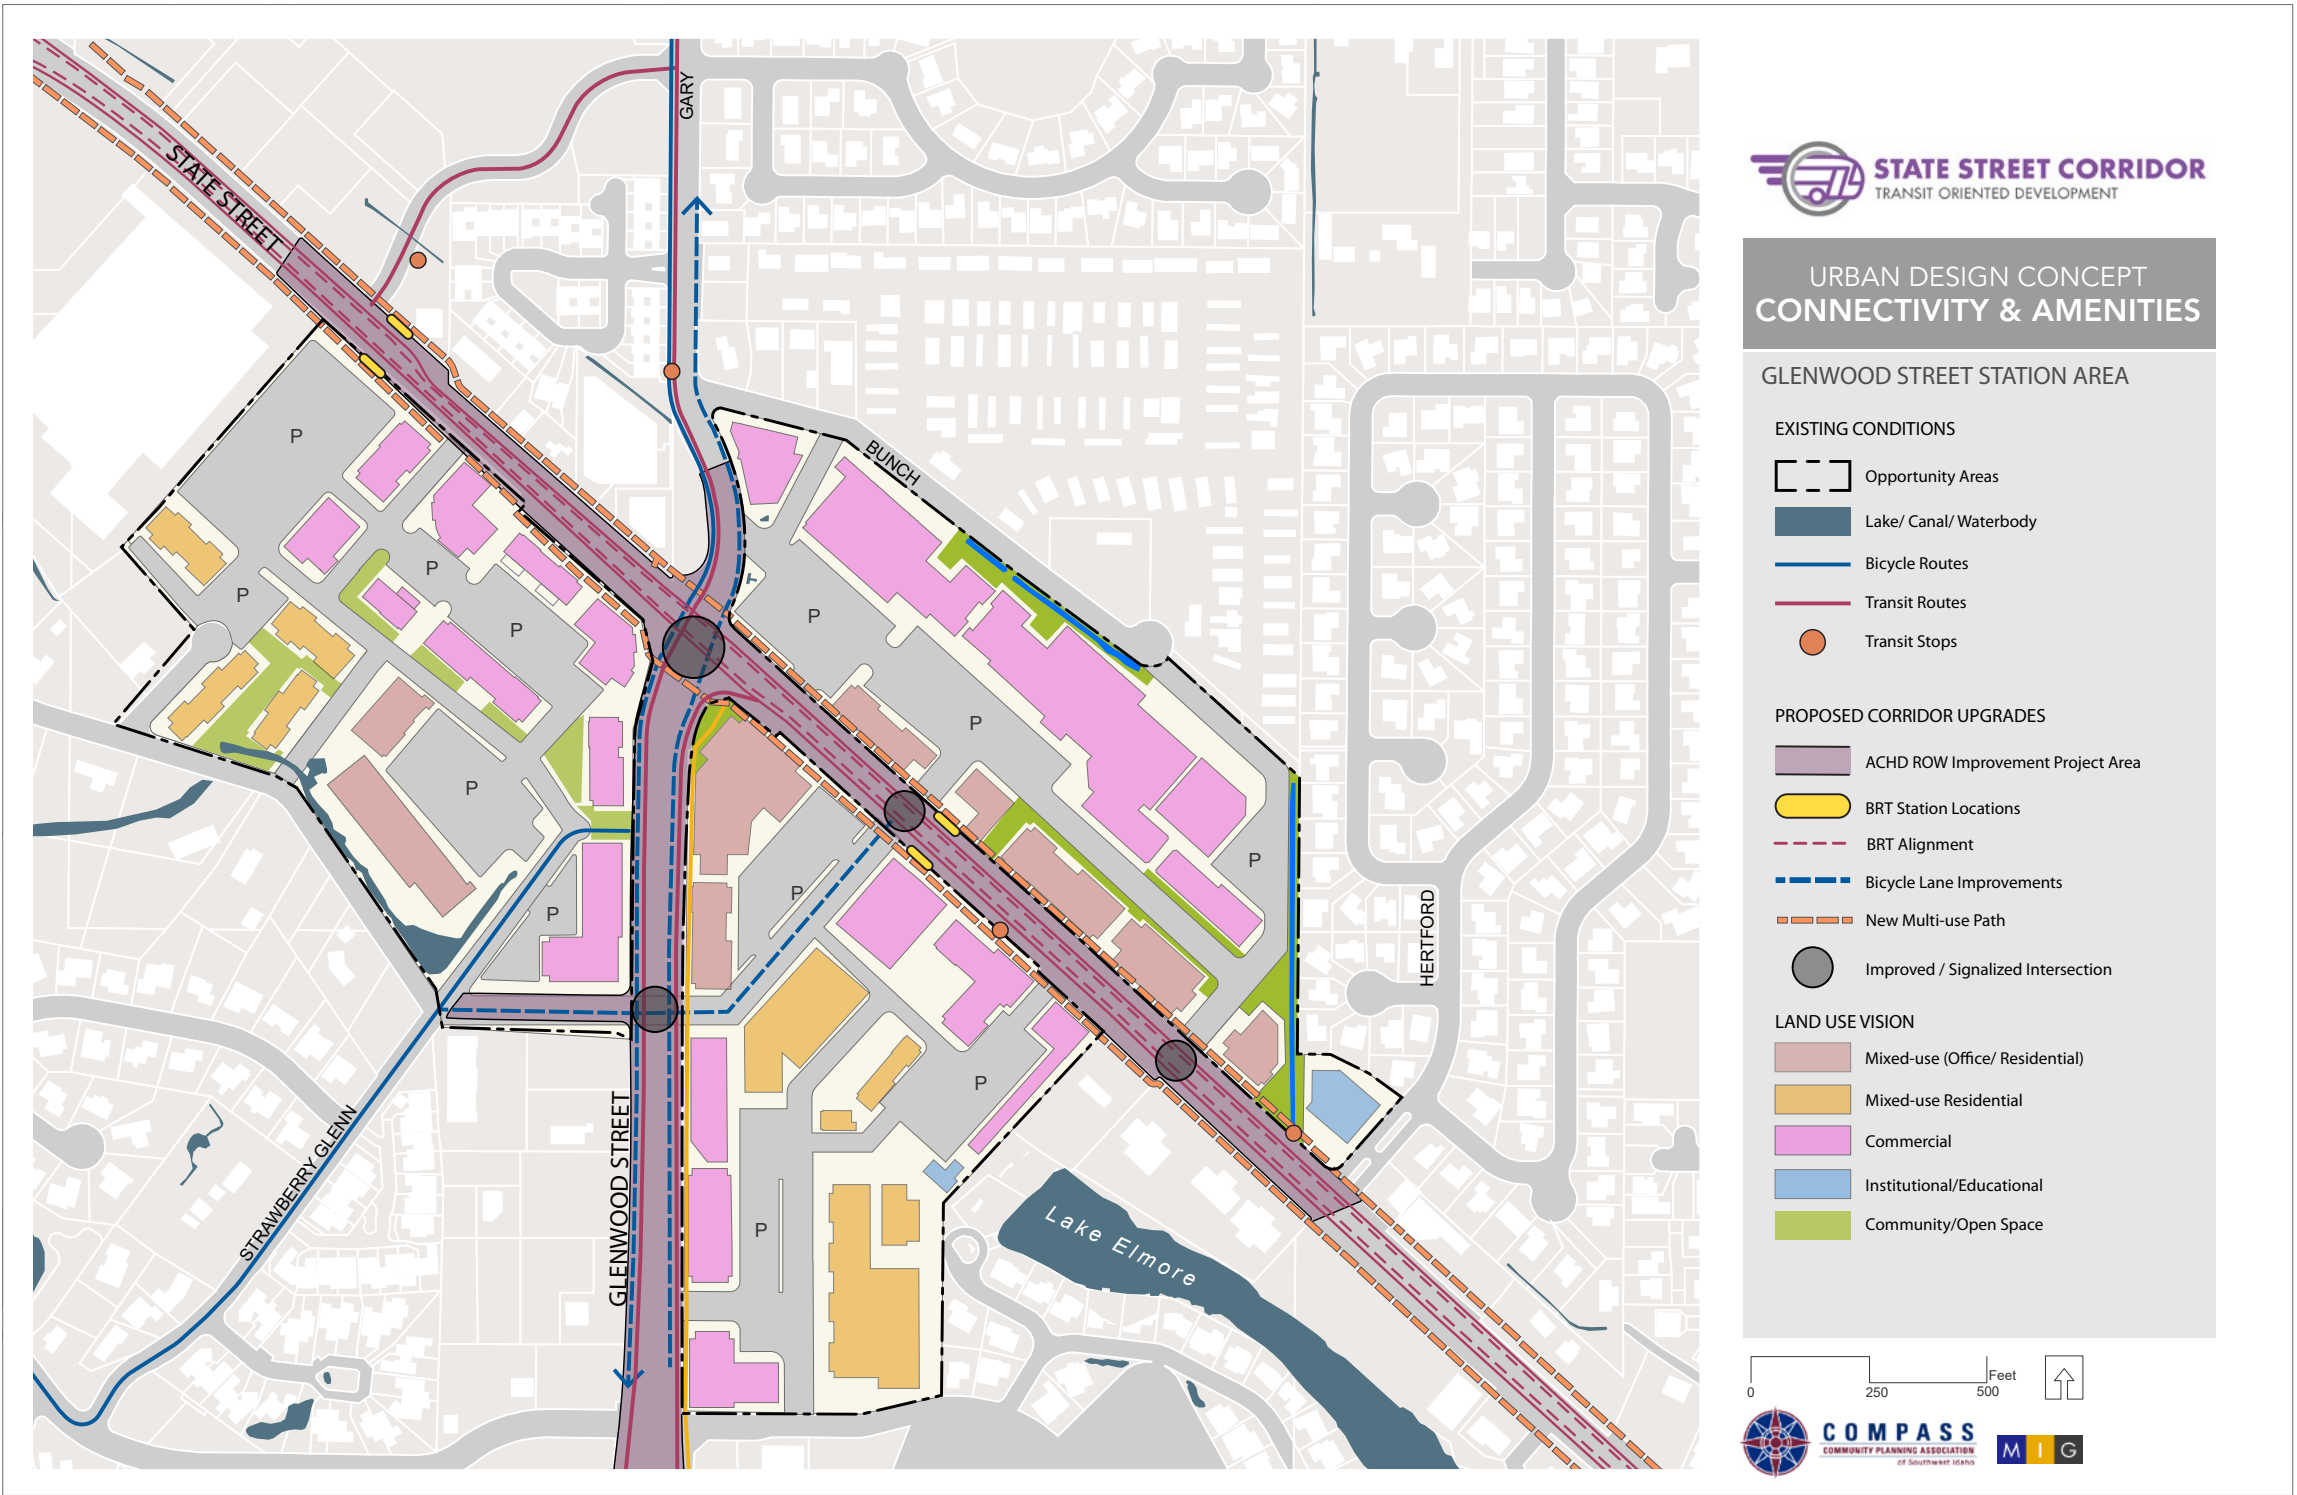 STATE STREET
GARY
BUNCH
P
P
P
P
P
P
P
P
P
P
P
P
P
HERTFORD
GLENWOOD STREET
STRAWBERRY GLENN
Lake Elmore
STATE STREET CORRIDOR
TRANSIT ORIENTED DEVELOPMENT
URBAN DESIGN CONCEPT
CONNECTIVITY & AMENITIES
GLENWOOD STREET STATION AREA
EXISTING CONDITIONS
Opportunity Areas
Lake/ Canal/ Waterbody
Bicycle Routes
Transit Routes
Transit Stops
PROPOSED CORRIDOR UPGRADES
ACHD ROW Improvement Project Area
BRT Station Locations
BRT Alignment
Bicycle Lane Improvements
New Multi-use Path
Improved / Signalized Intersection
LAND USE VISION
Mixed-use (Office/ Residential)
Mixed-use Residential
Commercial
Institutional/Educational
Community/Open Space
Feet
0 250 500
COMPASS
COMMUNITY PLANNING ASSOCIATION
of Southwest Idaho
M I G